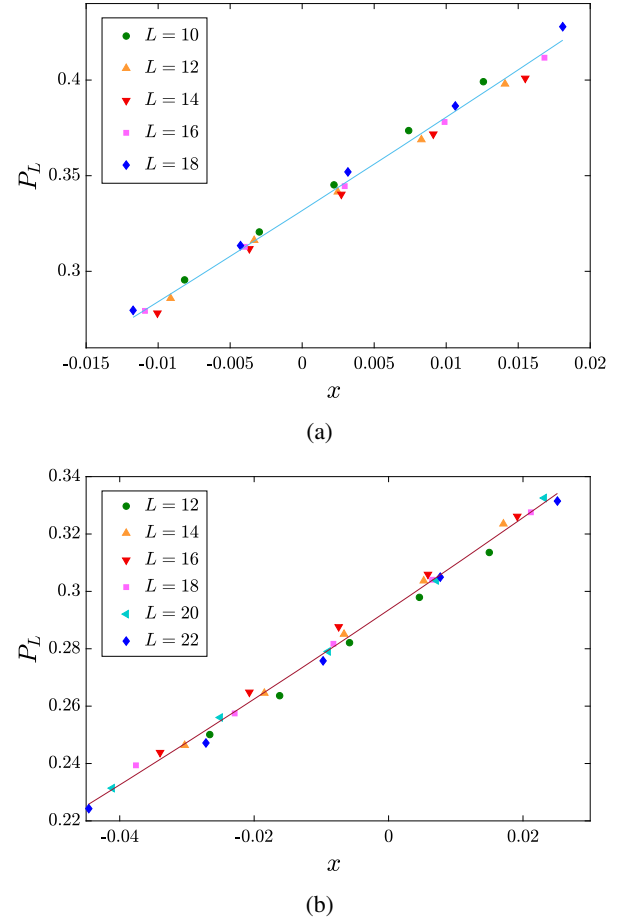 0.4
0.35
0.3
-0.015
-0.01
-0.005
0
0.005
0.01
0.015
0.02
P_L
x
L = 10
L = 12
L = 14
L = 16
L = 18
(a)
0.34
0.32
0.3
0.28
0.26
0.24
0.22
-0.04
-0.02
0
0.02
P_L
x
L = 12
L = 14
L = 16
L = 18
L = 20
L = 22
(b)